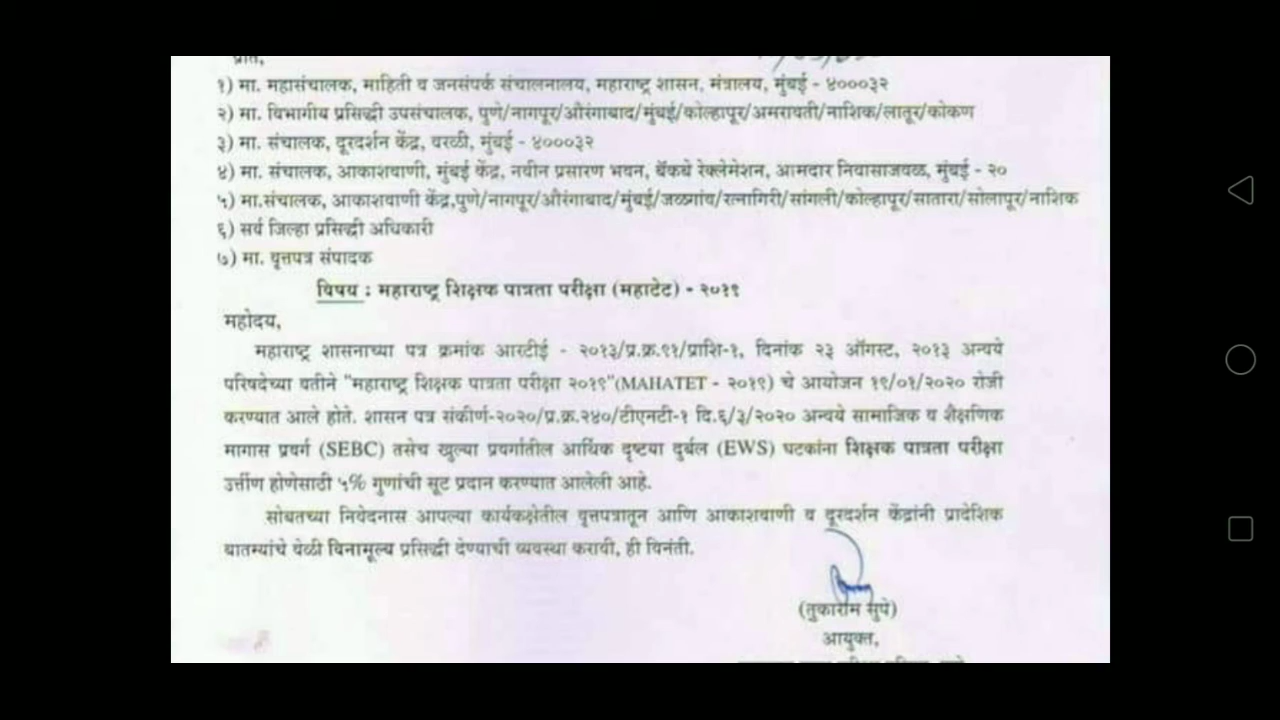 प्रति,
१) मा. महासंचालक, माहिती व जनसंपर्क संचालनालय, महाराष्ट्र शासन, मंत्रालय, मुंबई - ४०००३२
२) मा. विभागीय प्रसिद्धी उपसंचालक, पुणे/नागपूर/औरंगाबाद/मुंबई/कोल्हापूर/अमरावती/नाशिक/लातूर/कोकण
३) मा. संचालक, दूरदर्शन केंद्र, वरळी, मुंबई - ४०००३२
४) मा. संचालक, आकाशवाणी, मुंबई केंद्र, नवीन प्रसारण भवन, बॅकबे रेक्लेमेशन, आमदार निवासाजवळ, मुंबई - २०
५) मा.संचालक, आकाशवाणी केंद्र,पुणे/नागपूर/औरंगाबाद/मुंबई/जळगांव/रत्नागिरी/सांगली/कोल्हापूर/सातारा/सोलापूर/नाशिक
६) सर्व जिल्हा प्रसिद्धी अधिकारी
७) मा. वृत्तपत्र संपादक
विषय : महाराष्ट्र शिक्षक पात्रता परीक्षा (महाटेट) - २०१९
महोदय,
महाराष्ट्र शासनाच्या पत्र क्रमांक आरटीई - २०१३/प्र.क्र.९१/प्राशि-१, दिनांक २३ ऑगस्ट, २०१३ अन्वये
परिषदेच्या वतीने "महाराष्ट्र शिक्षक पात्रता परीक्षा २०१९"(MAHATET - २०१९) चे आयोजन १९/०१/२०२० रोजी
करण्यात आले होते. शासन पत्र संकीर्ण-२०२०/प्र.क्र.२४०/टीएनटी-१ दि.६/३/२०२० अन्वये सामाजिक व शैक्षणिक
मागास प्रवर्ग (SEBC) तसेच खुल्या प्रवर्गातील आर्थिक दृष्टया दुर्बल (EWS) घटकांना शिक्षक पात्रता परीक्षा
उर्त्तीण होणेसाठी ५% गुणांची सूट प्रदान करण्यात आलेली आहे.
सोबतच्या निवेदनास आपल्या कार्यकक्षेतील वृत्तपत्रातून आणि आकाशवाणी व दूरदर्शन केंद्रांनी प्रादेशिक
बातम्यांचे वेळी विनामूल्य प्रसिद्धी देण्याची व्यवस्था करावी, ही विनंती.
(तुकाराम सुपे)
आयुक्त,